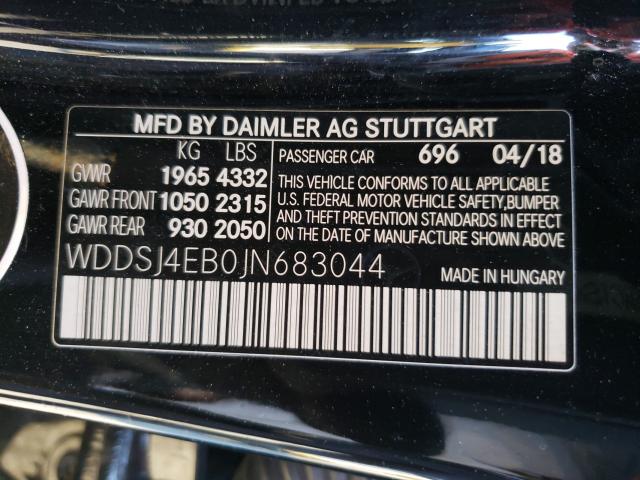 MFD BY DAIMLER AG STUTTGART
KG LBS
GVWR 1965 4332
GAWR FRONT 1050 2315
GAWR REAR 930 2050
PASSENGER CAR 696 04/18
THIS VEHICLE CONFORMS TO ALL APPLICABLE
U.S. FEDERAL MOTOR VEHICLE SAFETY,BUMPER
AND THEFT PREVENTION STANDARDS IN EFFECT
ON THE DATE OF MANUFACTURE SHOWN ABOVE
WDDSJ4EB0JN683044
MADE IN HUNGARY